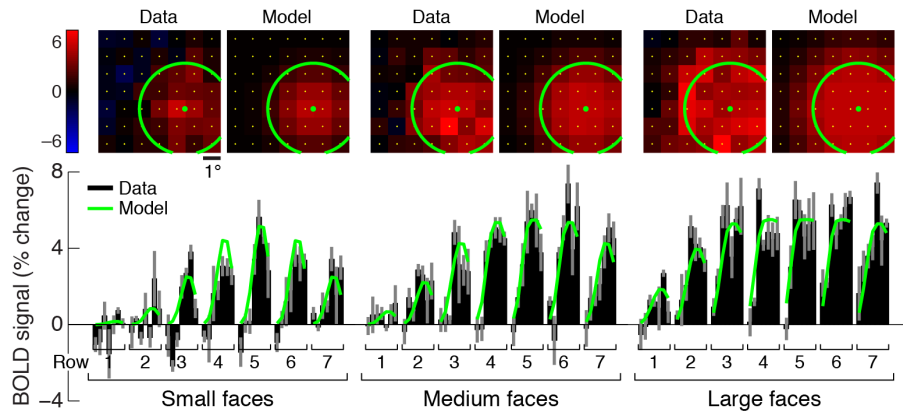 Data Model Data Model Data Model
6
0
−6
1°
8
4
0
−4
BOLD signal (% change)
Data
Model
Row 1 2 3 4 5 6 7 1 2 3 4 5 6 7 1 2 3 4 5 6 7
Small faces Medium faces Large faces